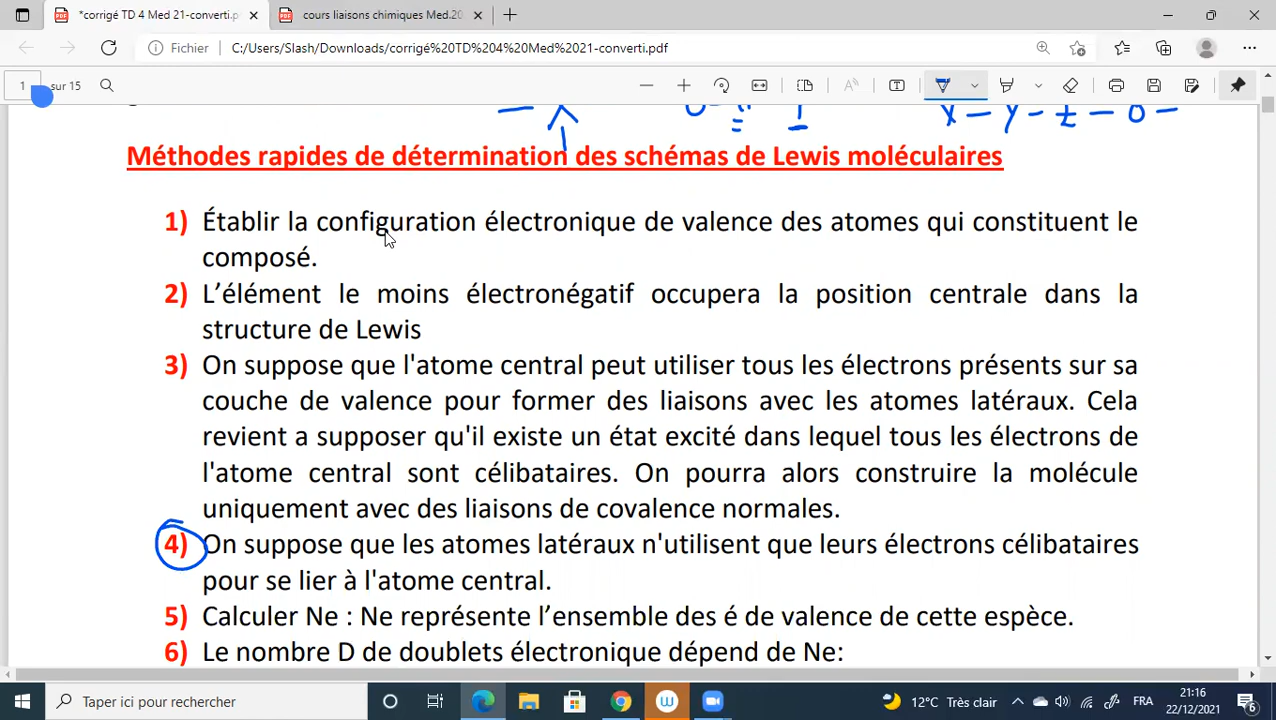 *corrigé TD 4 Med 21-converti.p
cours liaisons chimiques Med.20
Fichier
C:/Users/Slash/Downloads/corrigé%20TD%204%20Med%2021-converti.pdf
1 sur 15
x - y - z - o -
Méthodes rapides de détermination des schémas de Lewis moléculaires
1) Établir la configuration électronique de valence des atomes qui constituent le
composé.
2) L’élément le moins électronégatif occupera la position centrale dans la
structure de Lewis
3) On suppose que l'atome central peut utiliser tous les électrons présents sur sa
couche de valence pour former des liaisons avec les atomes latéraux. Cela
revient a supposer qu'il existe un état excité dans lequel tous les électrons de
l'atome central sont célibataires. On pourra alors construire la molécule
uniquement avec des liaisons de covalence normales.
4) On suppose que les atomes latéraux n'utilisent que leurs électrons célibataires
pour se lier à l'atome central.
5) Calculer Ne : Ne représente l’ensemble des é de valence de cette espèce.
6) Le nombre D de doublets électronique dépend de Ne:
Taper ici pour rechercher
12°C Très clair
FRA
21:16
22/12/2021
6